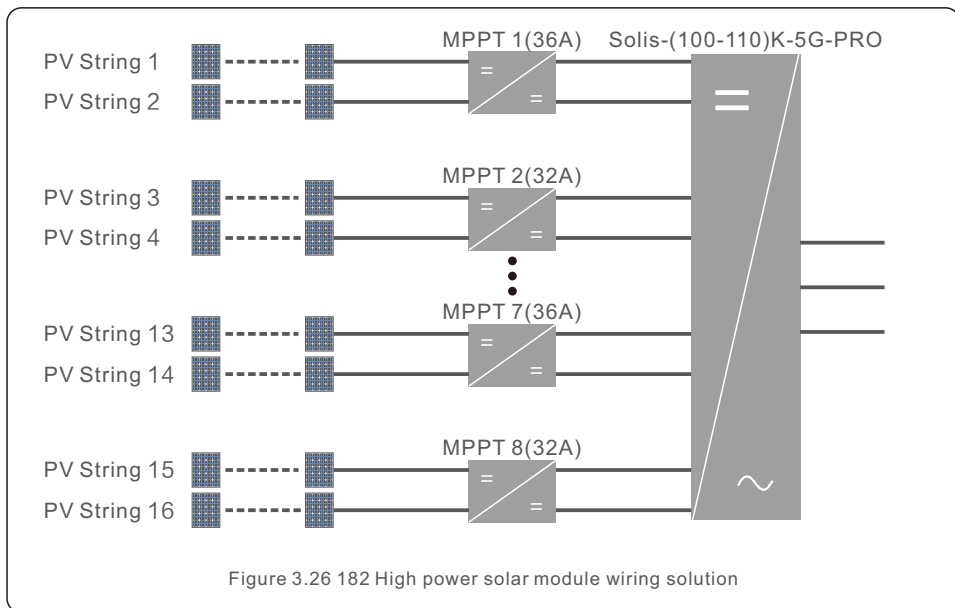 MPPT 1(36A) Solis-(100-110)K-5G-PRO
PV String 1
PV String 2
MPPT 2(32A)
PV String 3
PV String 4
MPPT 7(36A)
PV String 13
PV String 14
MPPT 8(32A)
PV String 15
PV String 16
Figure 3.26 182 High power solar module wiring solution